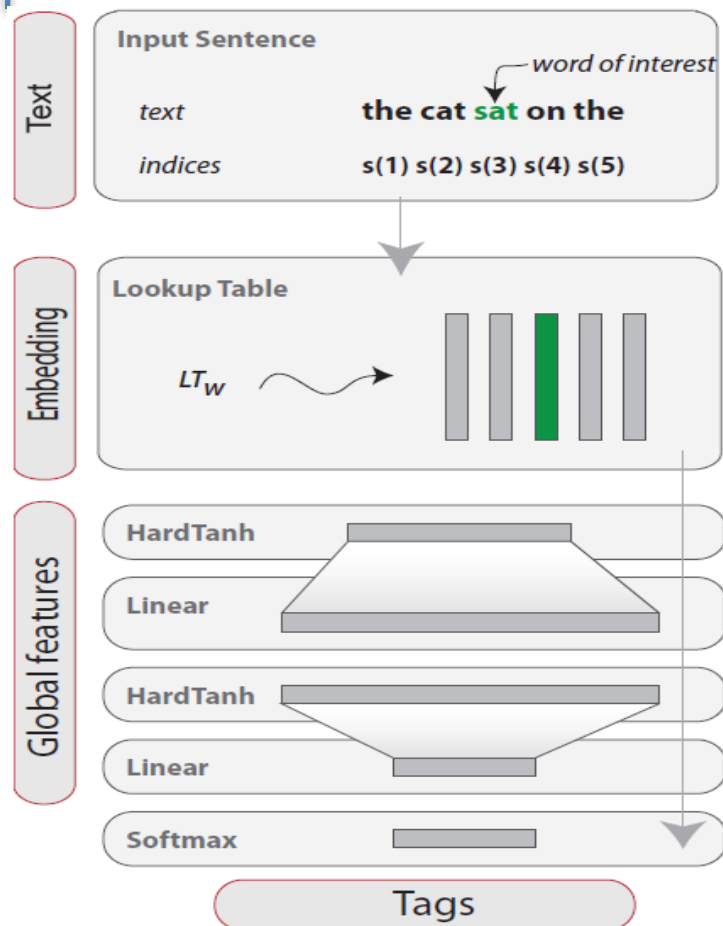 Text
Input Sentence
word of interest
text the cat sat on the
indices s(1) s(2) s(3) s(4) s(5)
Embedding
Lookup Table
LTW
Global features
HardTanh
Linear
HardTanh
Linear
Softmax
Tags